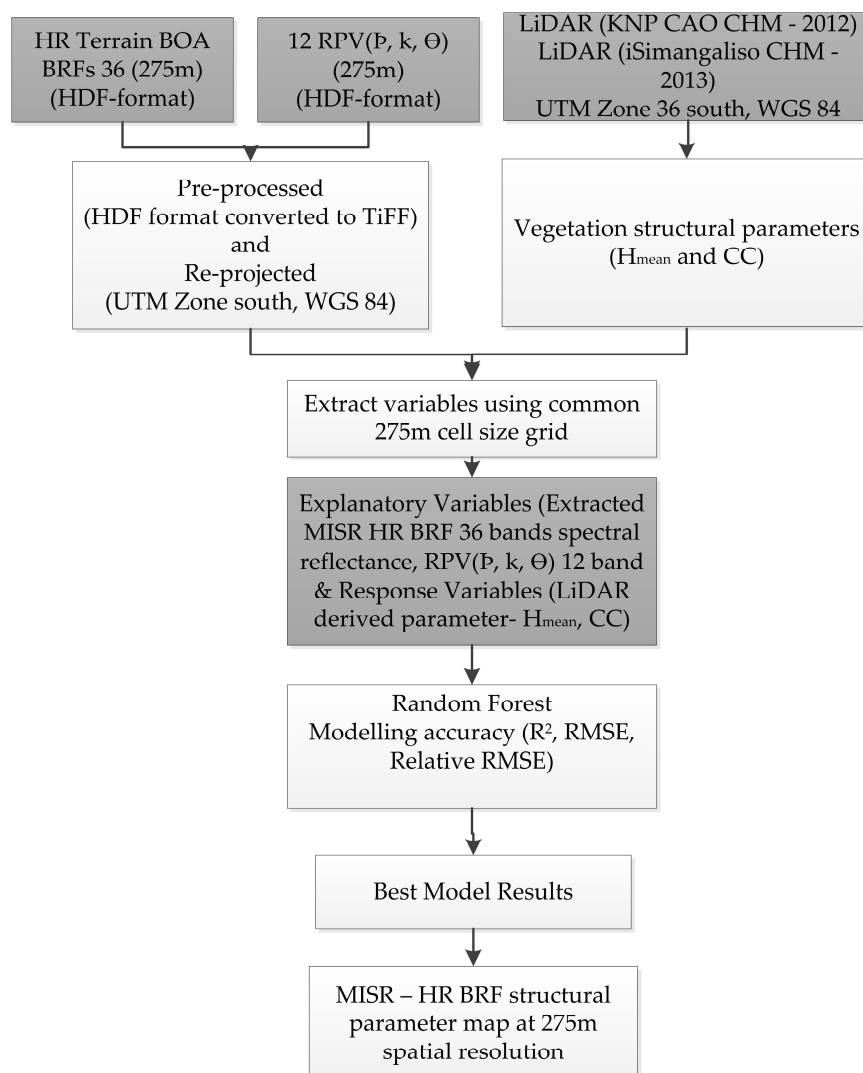 HR Terrain BOA
BRFs 36 (275m)
(HDF-format)
12 RPV(Ϸ, k, Ө)
(275m)
(HDF-format)
LiDAR (KNP CAO CHM - 2012)
LiDAR (iSimangaliso CHM -
2013)
UTM Zone 36 south, WGS 84
Pre-processed
(HDF format converted to TiFF)
and
Re-projected
(UTM Zone south, WGS 84)
Vegetation structural parameters
(Hmean and CC)
Extract variables using common
275m cell size grid
Explanatory Variables (Extracted
MISR HR BRF 36 bands spectral
reflectance, RPV(Ϸ, k, Ө) 12 band
& Response Variables (LiDAR
derived parameter- Hmean, CC)
Random Forest
Modelling accuracy (R², RMSE,
Relative RMSE)
Best Model Results
MISR – HR BRF structural
parameter map at 275m
spatial resolution